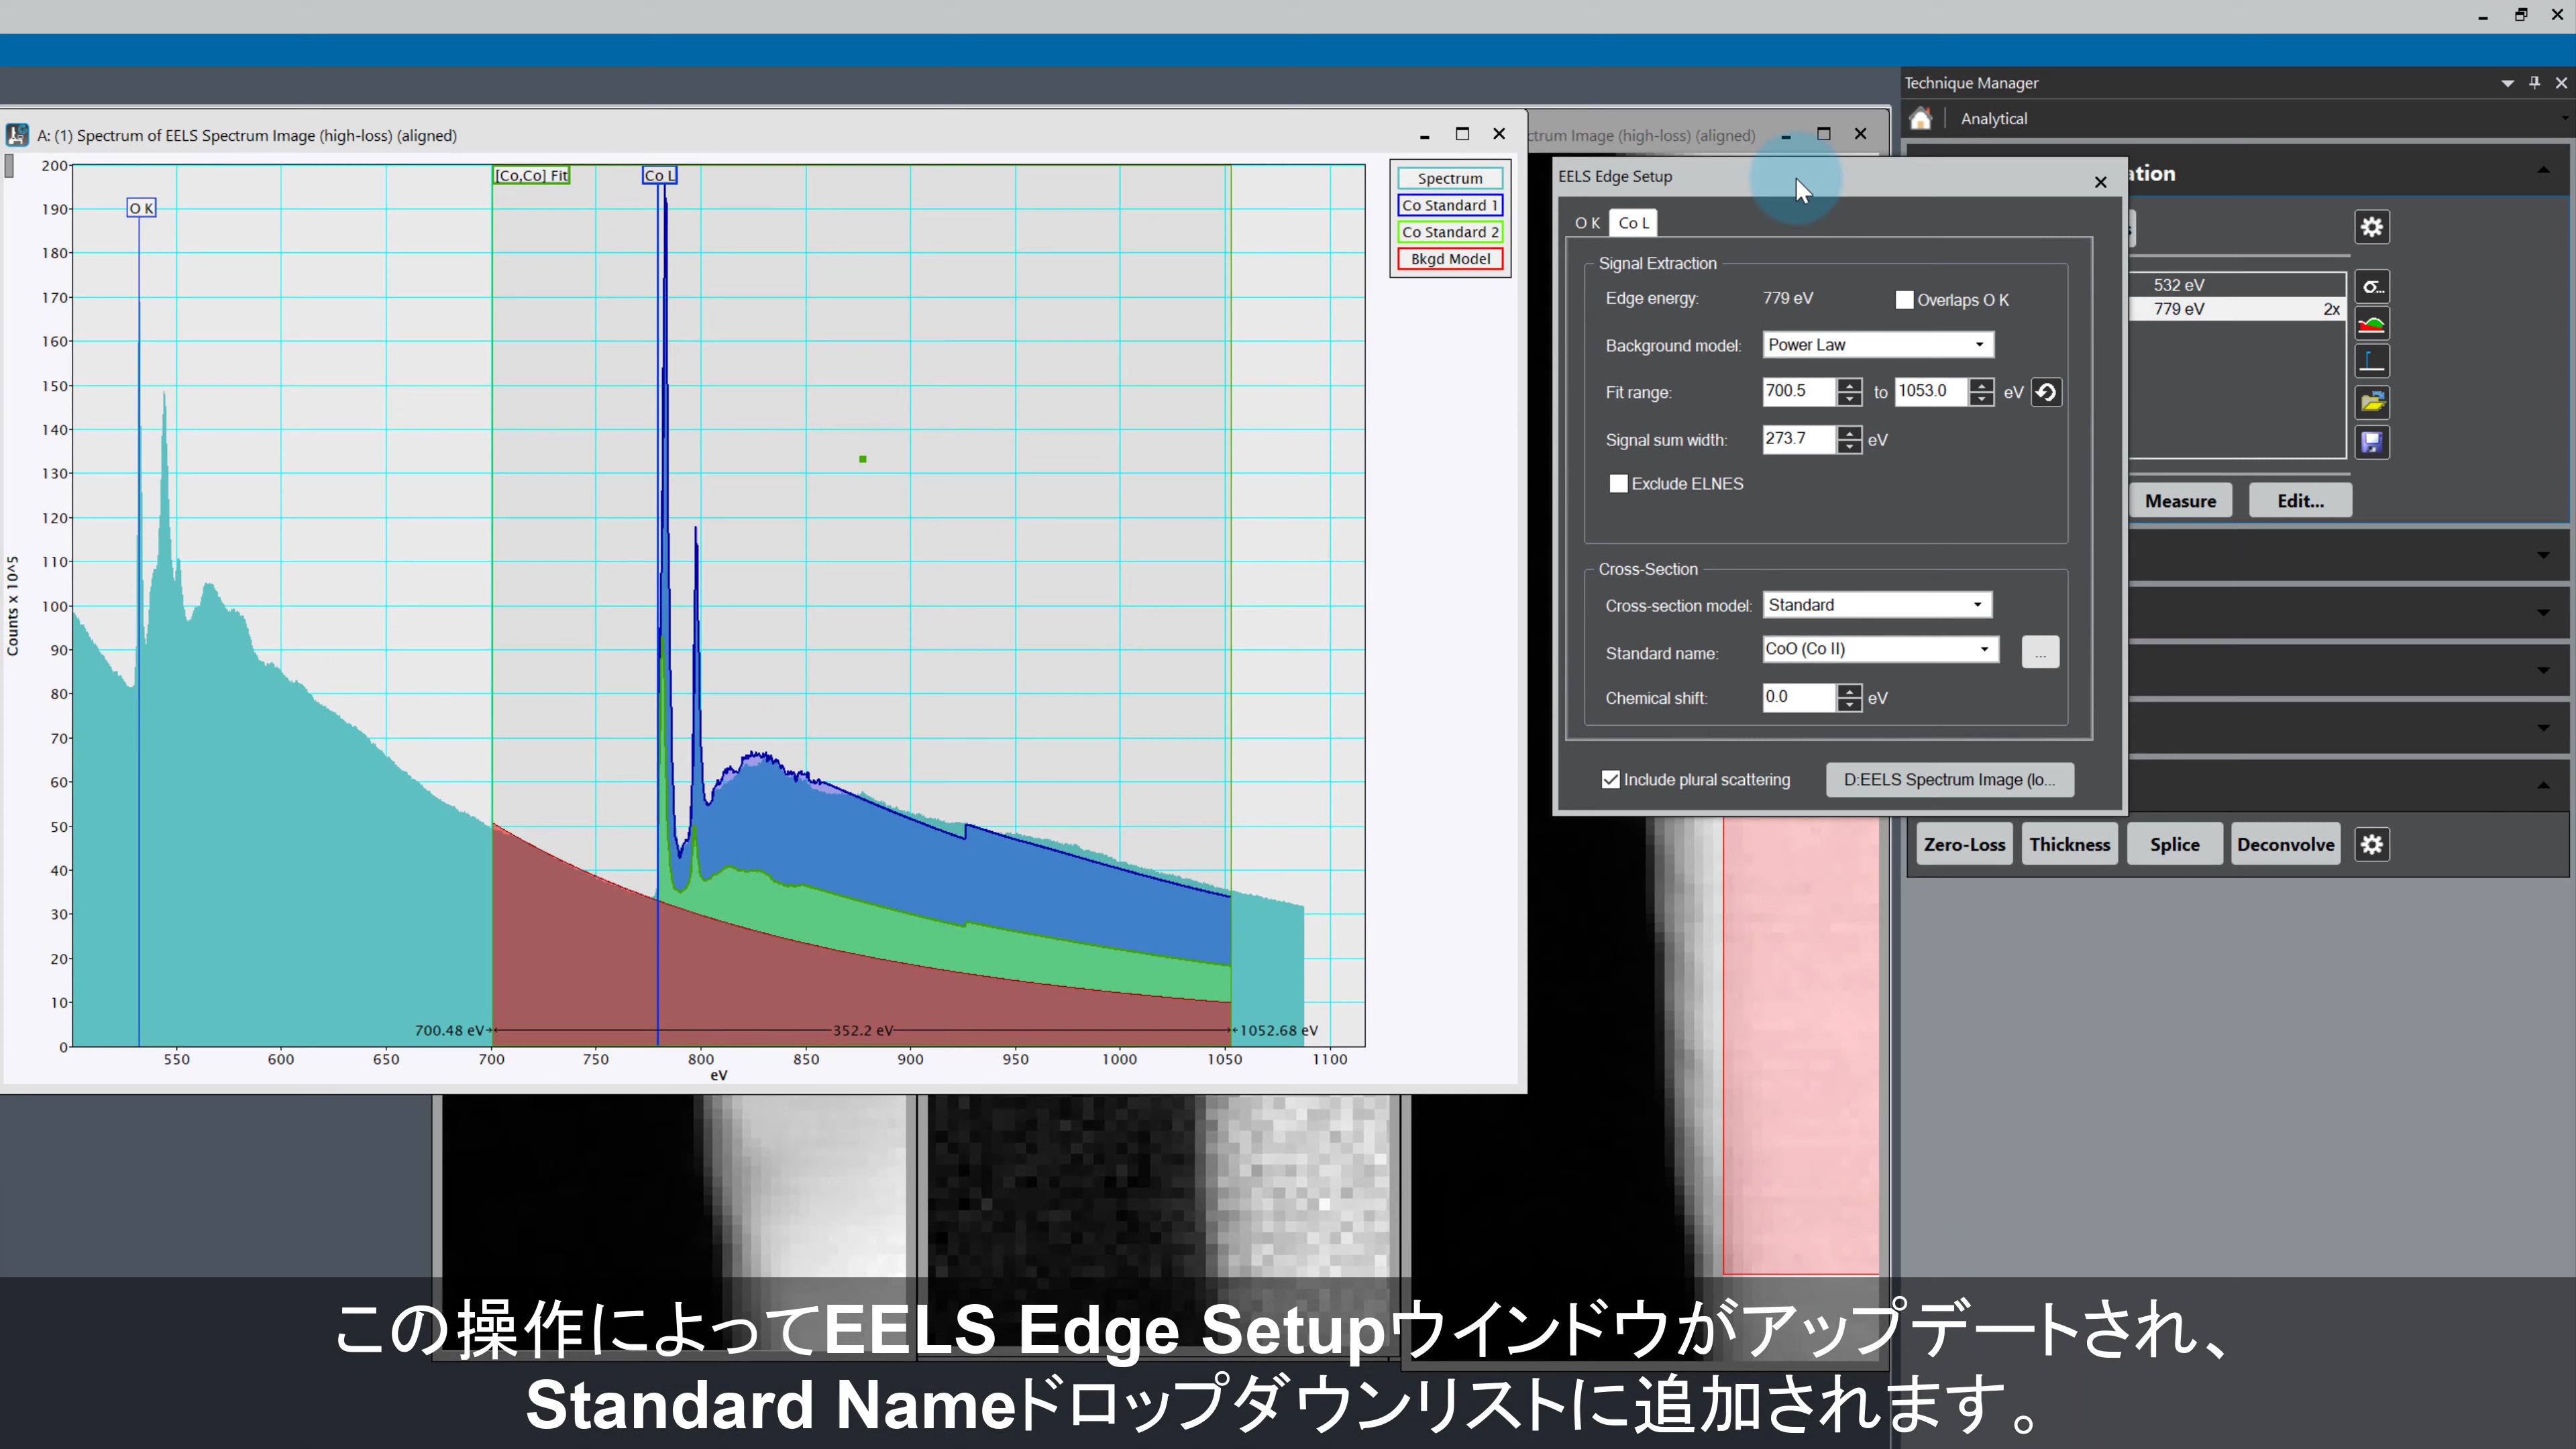 Technique Manager
Analytical
A: (1) Spectrum of EELS Spectrum Image (high-loss) (aligned)
ctrum Image (high-loss) (aligned)
200
190
180
170
160
150
140
130
120
110
100
90
80
70
60
50
40
30
20
10
0
Counts x 10^5
O K
[Co,Co] Fit
Co L
Spectrum
Co Standard 1
Co Standard 2
Bkgd Model
700.48 eV
352.2 eV
1052.68 eV
550 600 650 700 750 800 850 900 950 1000 1050 1100
eV
EELS Edge Setup
O K Co L
Signal Extraction
Edge energy: 779 eV Overlaps O K
Background model: Power Law
Fit range: 700.5 to 1053.0 eV
Signal sum width: 273.7 eV
Exclude ELNES
Cross-Section
Cross-section model: Standard
Standard name: CoO (Co II) ...
Chemical shift: 0.0 eV
Include plural scattering D:EELS Spectrum Image (lo...
532 eV
779 eV 2x
σ...
Measure Edit...
Zero-Loss Thickness Splice Deconvolve
この操作によってEELS Edge Setupウインドウがアップデートされ、
Standard Nameドロップダウンリストに追加されます。